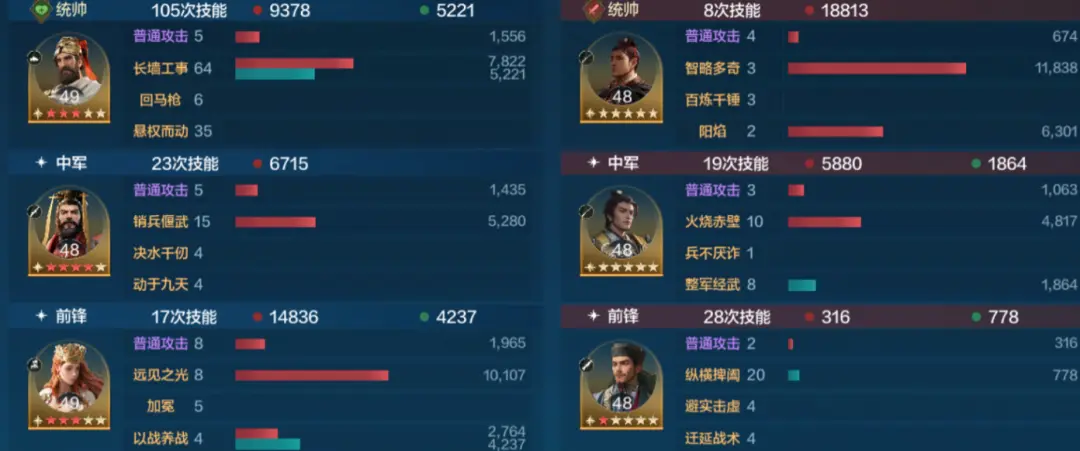 统帅 105次技能 9378 5221
普通攻击 5 1,556
长墙工事 64 7,822
5,221
49
回马枪 6
悬权而动 35
中军 23次技能 6715
普通攻击 5 1,435
销兵偃武 15 5,280
48
决水千仞 4
动于九天 4
前锋 17次技能 14836 4237
普通攻击 8 1,965
远见之光 8 10,107
49
加冕 5
以战养战 4 2,764
4,237
统帅 8次技能 18813
普通攻击 4 674
智略多奇 3 11,838
48
百炼千锤 3
阳焰 2 6,301
中军 19次技能 5880 1864
普通攻击 3 1,063
火烧赤壁 10 4,817
48
兵不厌诈 1
整军经武 8 1,864
前锋 28次技能 316 778
普通攻击 2 316
纵横捭阖 20 778
48
避实击虚 4
迂延战术 4